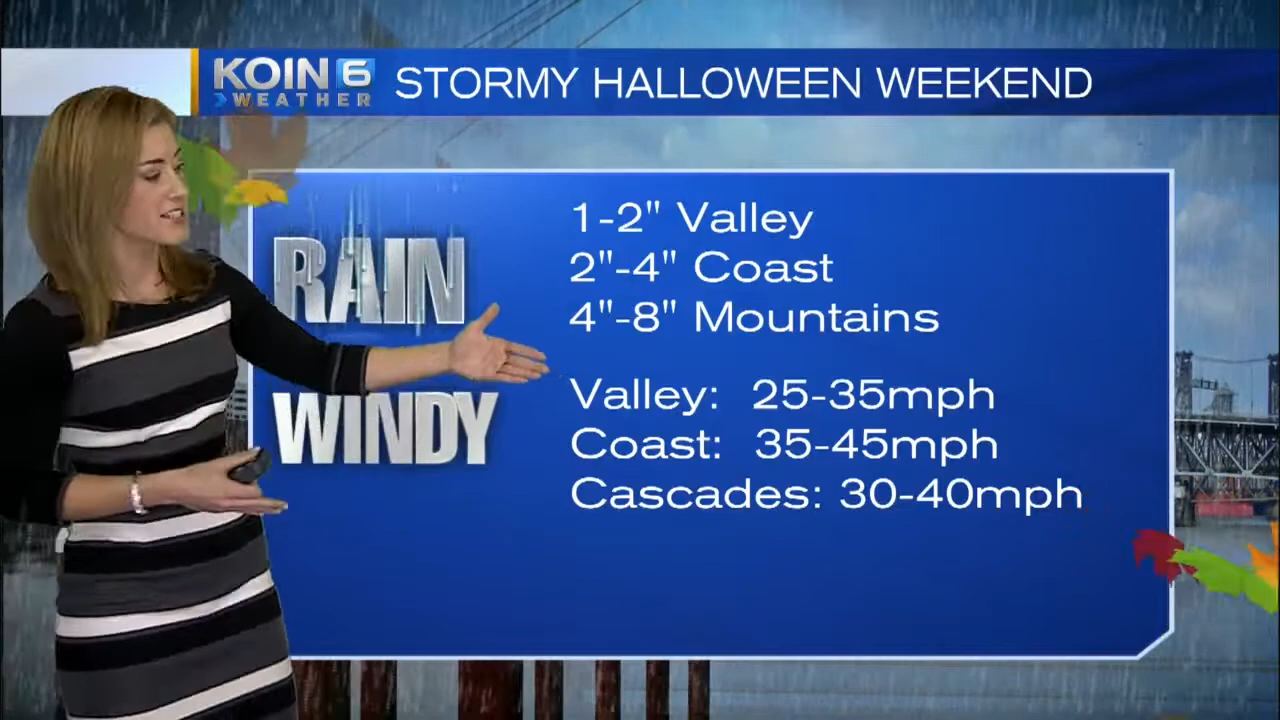 KOIN 6
WEATHER
STORMY HALLOWEEN WEEKEND
RAIN
1-2" Valley
2"-4" Coast
4"-8" Mountains
WINDY
Valley: 25-35mph
Coast: 35-45mph
Cascades: 30-40mph